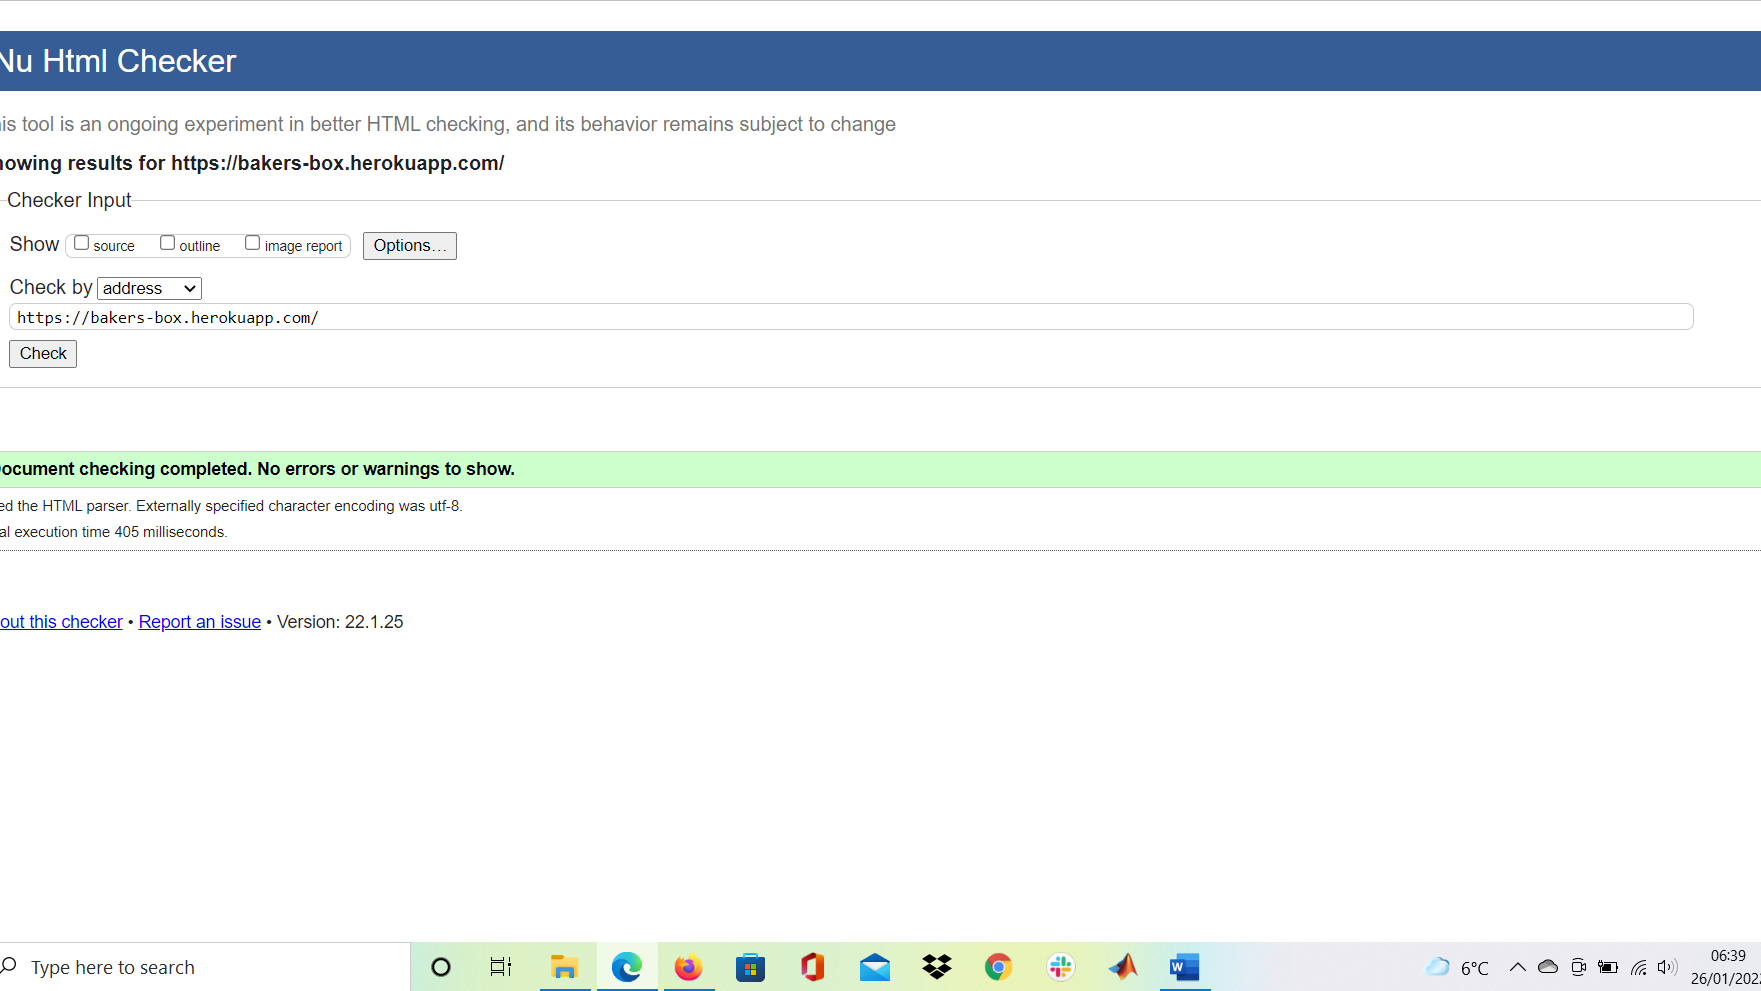 Nu Html Checker
is tool is an ongoing experiment in better HTML checking, and its behavior remains subject to change
owing results for https://bakers-box.herokuapp.com/
Checker Input
Show source outline image report Options…
Check by address
https://bakers-box.herokuapp.com/
Check
ocument checking completed. No errors or warnings to show.
ed the HTML parser. Externally specified character encoding was utf-8.
al execution time 405 milliseconds.
out this checker • Report an issue • Version: 22.1.25
Type here to search
W
6°C
06:39
26/01/202